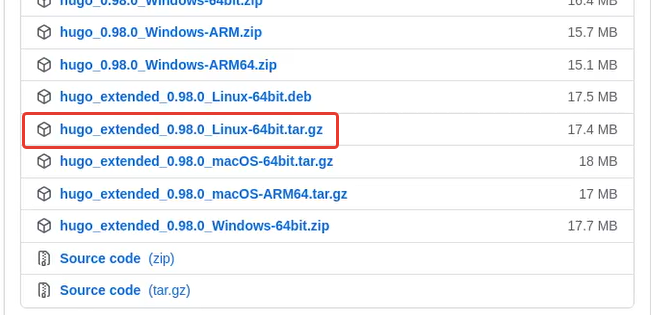 hugo_0.98.0_Windows-64bit.zip 16.4 MB
hugo_0.98.0_Windows-ARM.zip 15.7 MB
hugo_0.98.0_Windows-ARM64.zip 15.1 MB
hugo_extended_0.98.0_Linux-64bit.deb 17.5 MB
hugo_extended_0.98.0_Linux-64bit.tar.gz 17.4 MB
hugo_extended_0.98.0_macOS-64bit.tar.gz 18 MB
hugo_extended_0.98.0_macOS-ARM64.tar.gz 17 MB
hugo_extended_0.98.0_Windows-64bit.zip 17.7 MB
Source code (zip)
Source code (tar.gz)